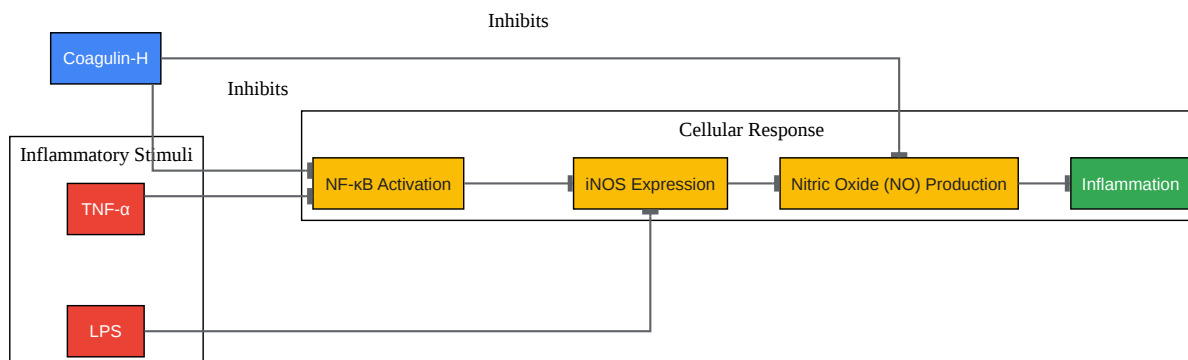 Inhibits
Coagulin-H
Inhibits
Cellular Response
Inflammatory Stimuli
NF-κB Activation
iNOS Expression
Nitric Oxide (NO) Production
Inflammation
TNF-α
LPS